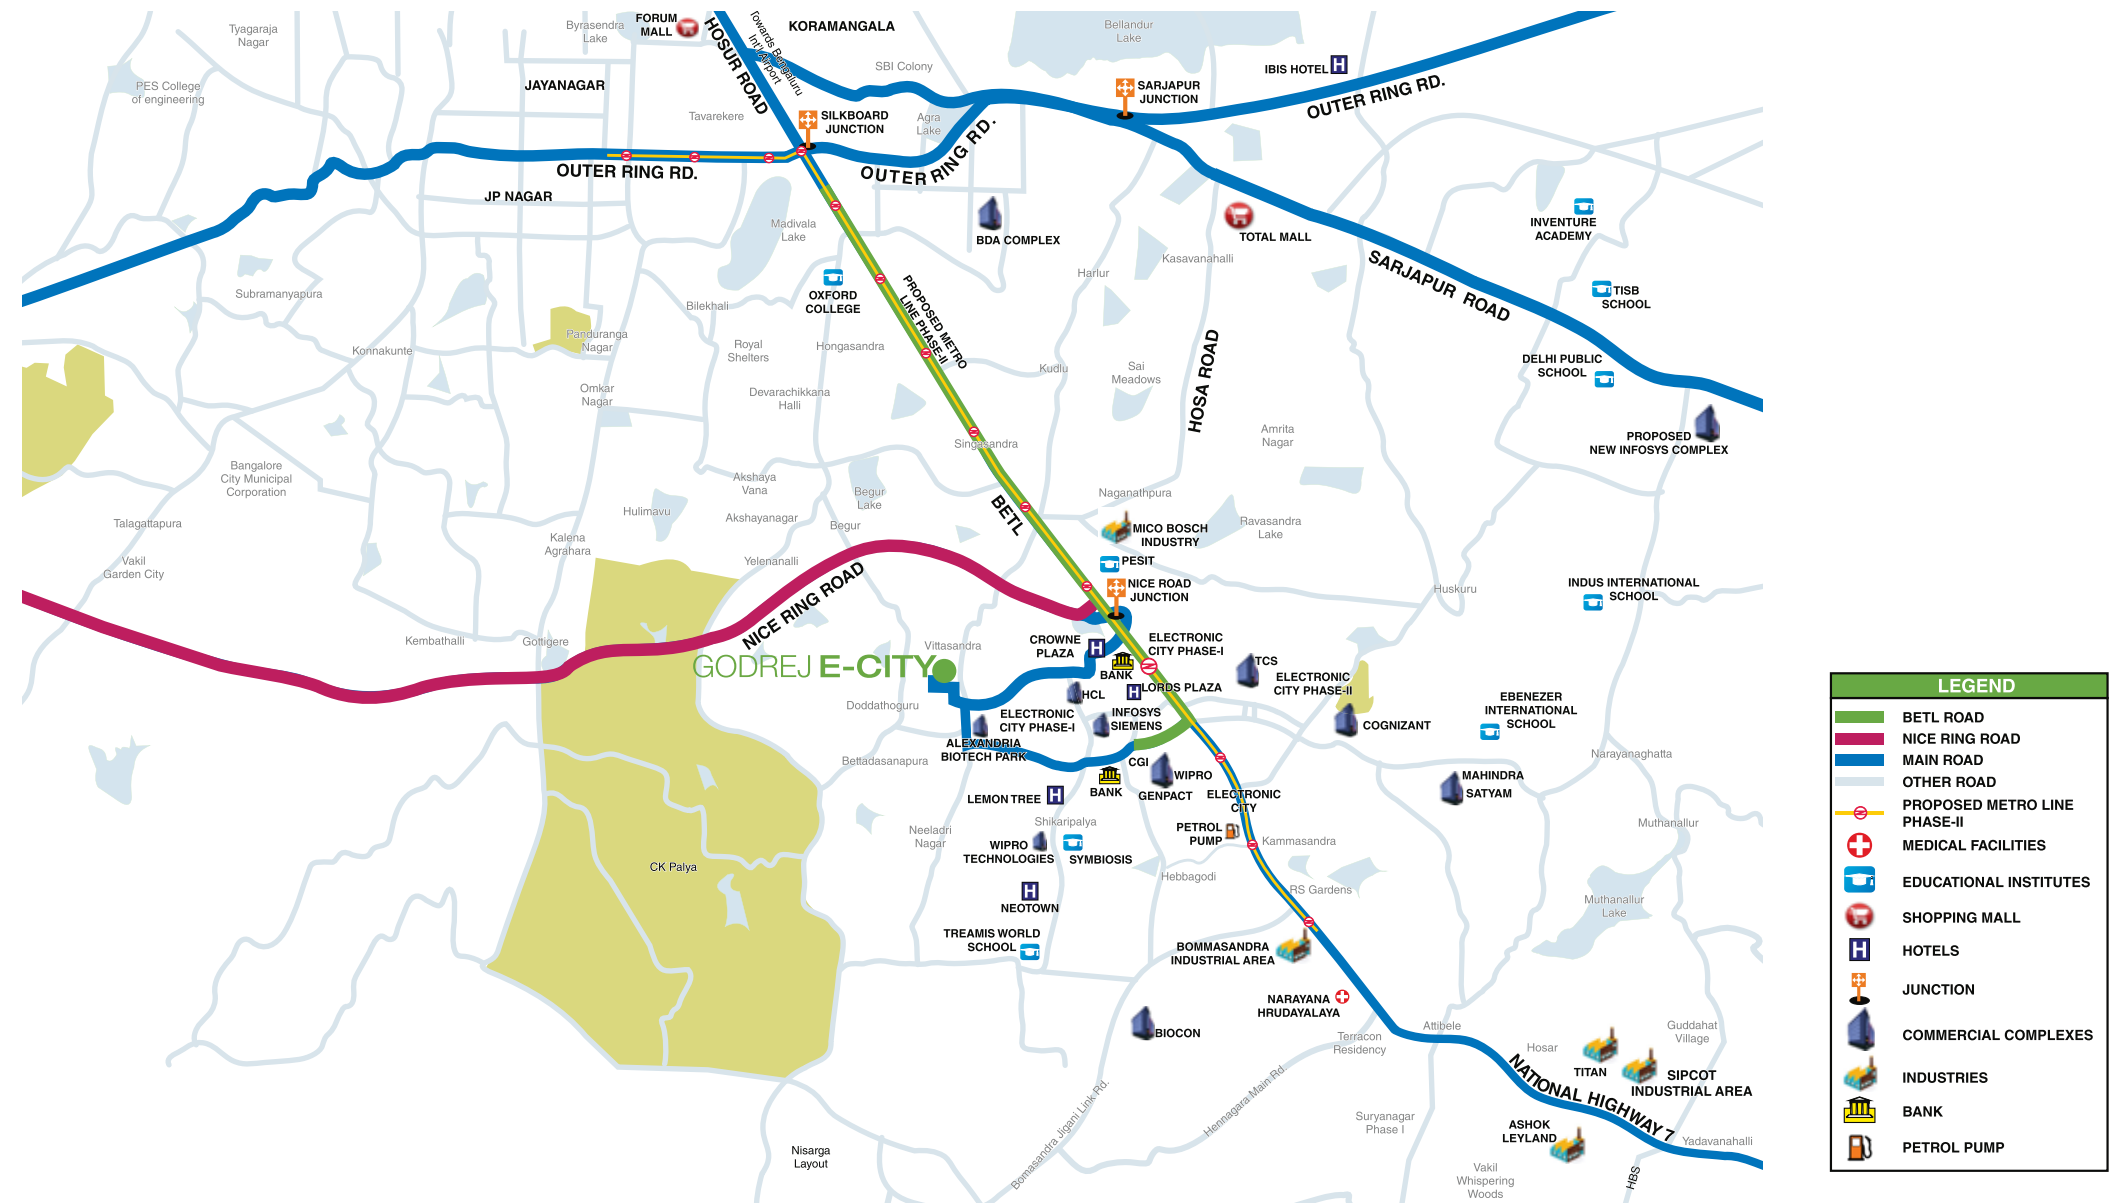 Tyagaraja
Nagar
Byrasendra
Lake
FORUM
MALL
HOSUR ROAD
Towards Bengaluru
Int'l Airport
KORAMANGALA
SBI Colony
Bellandur
Lake
IBIS HOTEL
OUTER RING RD.
PES College
of engineering
JAYANAGAR
Tavarekere
SILKBOARD
JUNCTION
Agra
Lake
SARJAPUR
JUNCTION
OUTER RING RD.
OUTER RING RD.
JP NAGAR
Madivala
Lake
BDA COMPLEX
TOTAL MALL
INVENTURE
ACADEMY
Kasavanahalli
Harlur
SARJAPUR ROAD
TISB
SCHOOL
Subramanyapura
OXFORD
COLLEGE
Bilekhali
PROPOSED METRO
LINE PHASE-II
Panduranga
Nagar
Konnakunte
Royal
Shelters
Hongasandra
Kudlu
Sai
Meadows
HOSA ROAD
DELHI PUBLIC
SCHOOL
Omkar
Nagar
Devarachikkana
Halli
Singasandra
Amrita
Nagar
PROPOSED
NEW INFOSYS COMPLEX
Bangalore
City Municipal
Corporation
Akshaya
Vana
Begur
Lake
Naganathpura
Talagattapura
Hulimavu
Akshayanagar
Begur
BETL
MICO BOSCH
INDUSTRY
Ravasandra
Lake
Kalena
Agrahara
Vakil
Garden City
Yelenanalli
PESIT
NICE ROAD
JUNCTION
Huskuru
INDUS INTERNATIONAL
SCHOOL
NICE RING ROAD
Kembathalli
Gottigere
Vittasandra
GODREJ E-CITY
CROWNE
PLAZA
ELECTRONIC
CITY PHASE-I
BANK
TCS
ELECTRONIC
CITY PHASE-II
HCL
LORDS PLAZA
Doddathoguru
ELECTRONIC
CITY PHASE-I
INFOSYS
SIEMENS
COGNIZANT
EBENEZER
INTERNATIONAL
SCHOOL
ALEXANDRIA
BIOTECH PARK
Bettadasanapura
CGI
WIPRO
GENPACT
BANK
LEMON TREE
ELECTRONIC
CITY
MAHINDRA
SATYAM
Narayanaghatta
Shikaripalya
Neeladri
Nagar
WIPRO
TECHNOLOGIES
SYMBIOSIS
PETROL
PUMP
Kammasandra
Muthanallur
CK Palya
Hebbagodi
RS Gardens
NEOTOWN
Muthanallur
Lake
TREAMIS WORLD
SCHOOL
BOMMASANDRA
INDUSTRIAL AREA
NARAYANA
HRUDAYALAYA
BIOCON
Terracon
Residency
Attibele
Guddahat
Village
Hosar
TITAN
SIPCOT
INDUSTRIAL AREA
NATIONAL HIGHWAY 7
Bomasandra Jigani Link Rd.
Hennagara Main Rd.
Suryanagar
Phase I
ASHOK
LEYLAND
Yadavanahalli
Nisarga
Layout
Vakil
Whispering
Woods
HBS
LEGEND
BETL ROAD
NICE RING ROAD
MAIN ROAD
OTHER ROAD
PROPOSED METRO LINE
PHASE-II
MEDICAL FACILITIES
EDUCATIONAL INSTITUTES
SHOPPING MALL
HOTELS
JUNCTION
COMMERCIAL COMPLEXES
INDUSTRIES
BANK
PETROL PUMP